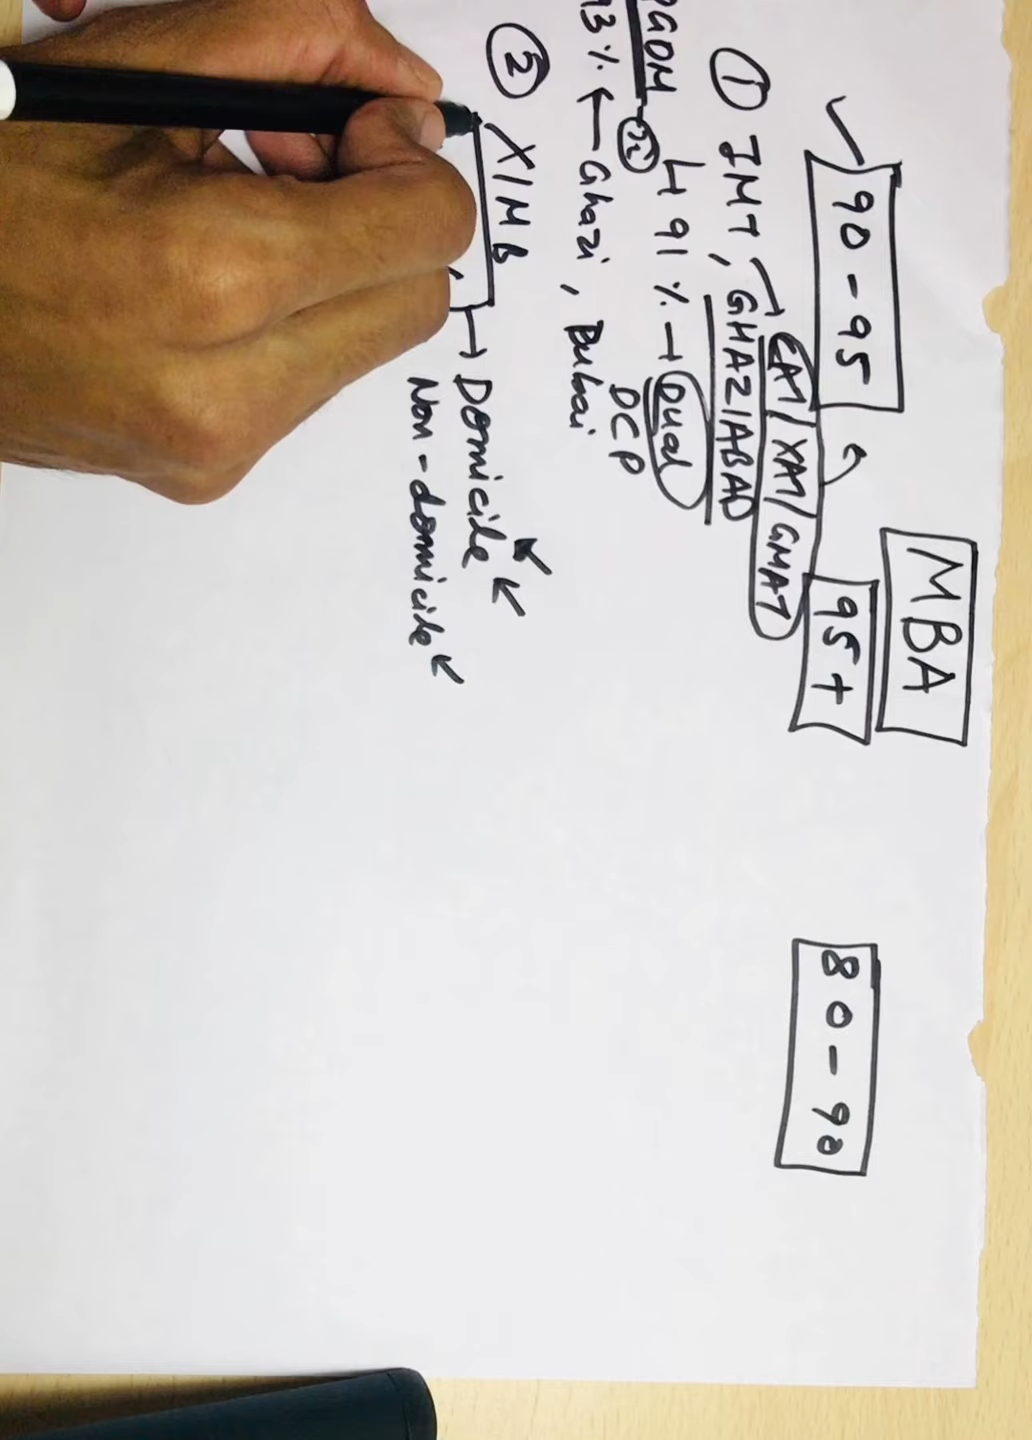 MBA
90-95
95+
80-90
CAT/XAT/GMAT
① IMT, GHAZIABAD
↳ 91 % → Dual
PGDM
DCP
93% ← Ghazi, Dubai
② XIMB
→ Domicile
Non-domicile